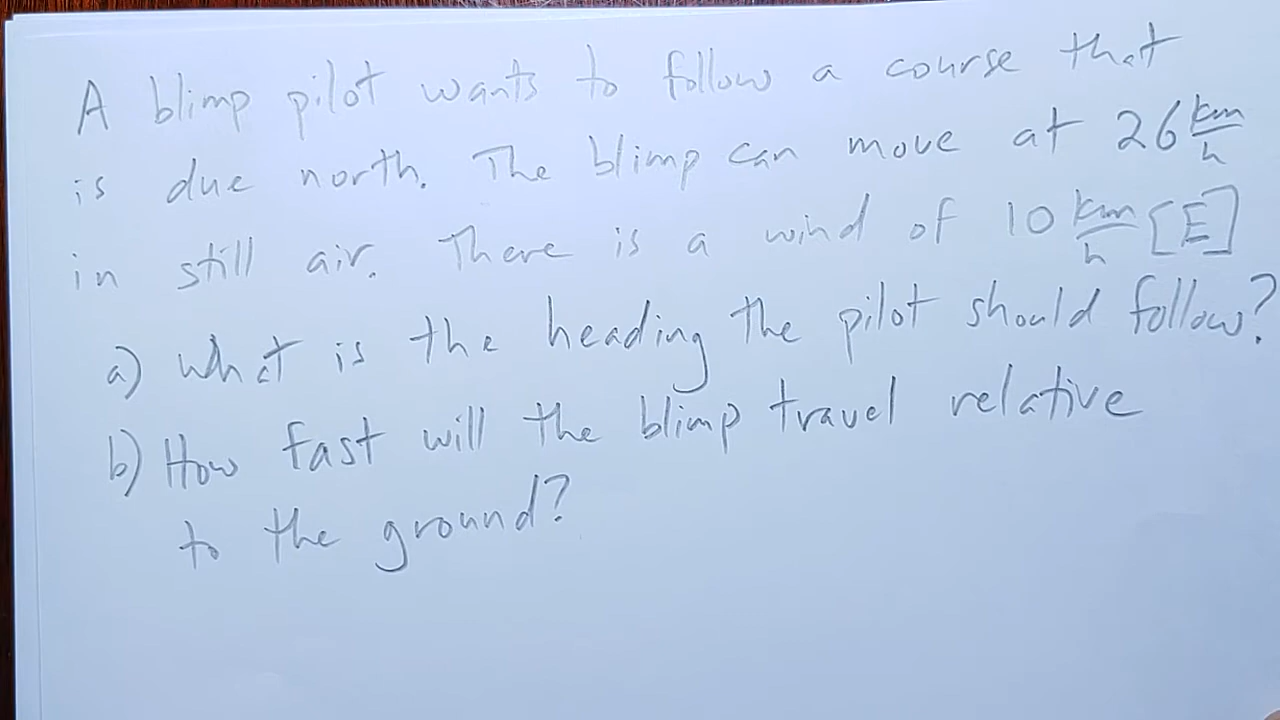 A blimp pilot wants to follow a course that
is due north. The blimp can move at 26 km/h
in still air. There is a wind of 10 km/h [E]
a) What is the heading the pilot should follow?
b) How fast will the blimp travel relative
to the ground?